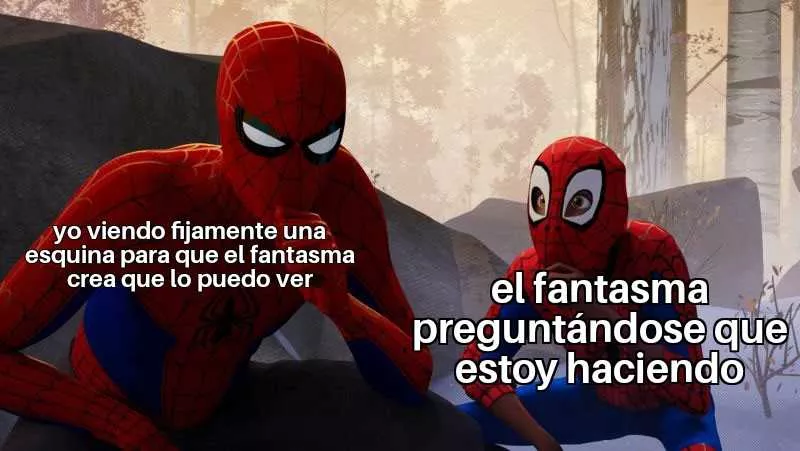 yo viendo fijamente una
esquina para que el fantasma
crea que lo puedo ver
el fantasma
preguntándose que
estoy haciendo